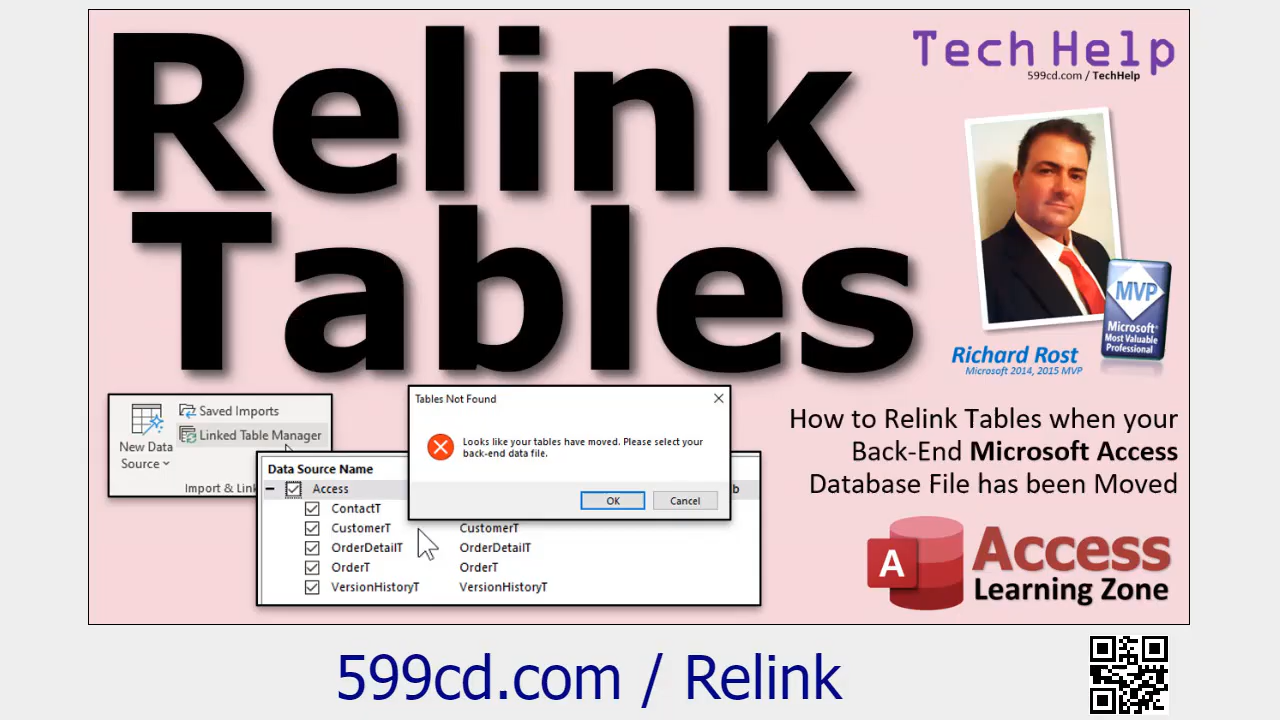 Relink
Tables
Tech Help
599cd.com / TechHelp
MVP
Microsoft®
Most Valuable
Professional
Richard Rost
Microsoft 2014, 2015 MVP
New Data
Source
Saved Imports
Linked Table Manager
Import & Link
Data Source Name
Access
ContactT
CustomerT CustomerT
OrderDetailT OrderDetailT
OrderT OrderT
VersionHistoryT VersionHistoryT
b
Tables Not Found
Looks like your tables have moved. Please select your
back-end data file.
OK Cancel
How to Relink Tables when your
Back-End Microsoft Access
Database File has been Moved
A
Access
Learning Zone
599cd.com / Relink